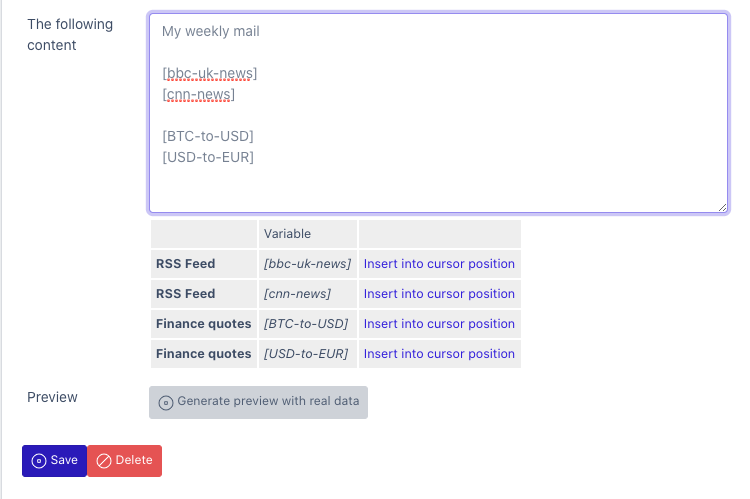 The following
content
My weekly mail
[bbc-uk-news]
[cnn-news]
[BTC-to-USD]
[USD-to-EUR]
Variable
RSS Feed [bbc-uk-news] Insert into cursor position
RSS Feed [cnn-news] Insert into cursor position
Finance quotes [BTC-to-USD] Insert into cursor position
Finance quotes [USD-to-EUR] Insert into cursor position
Preview Generate preview with real data
Save Delete